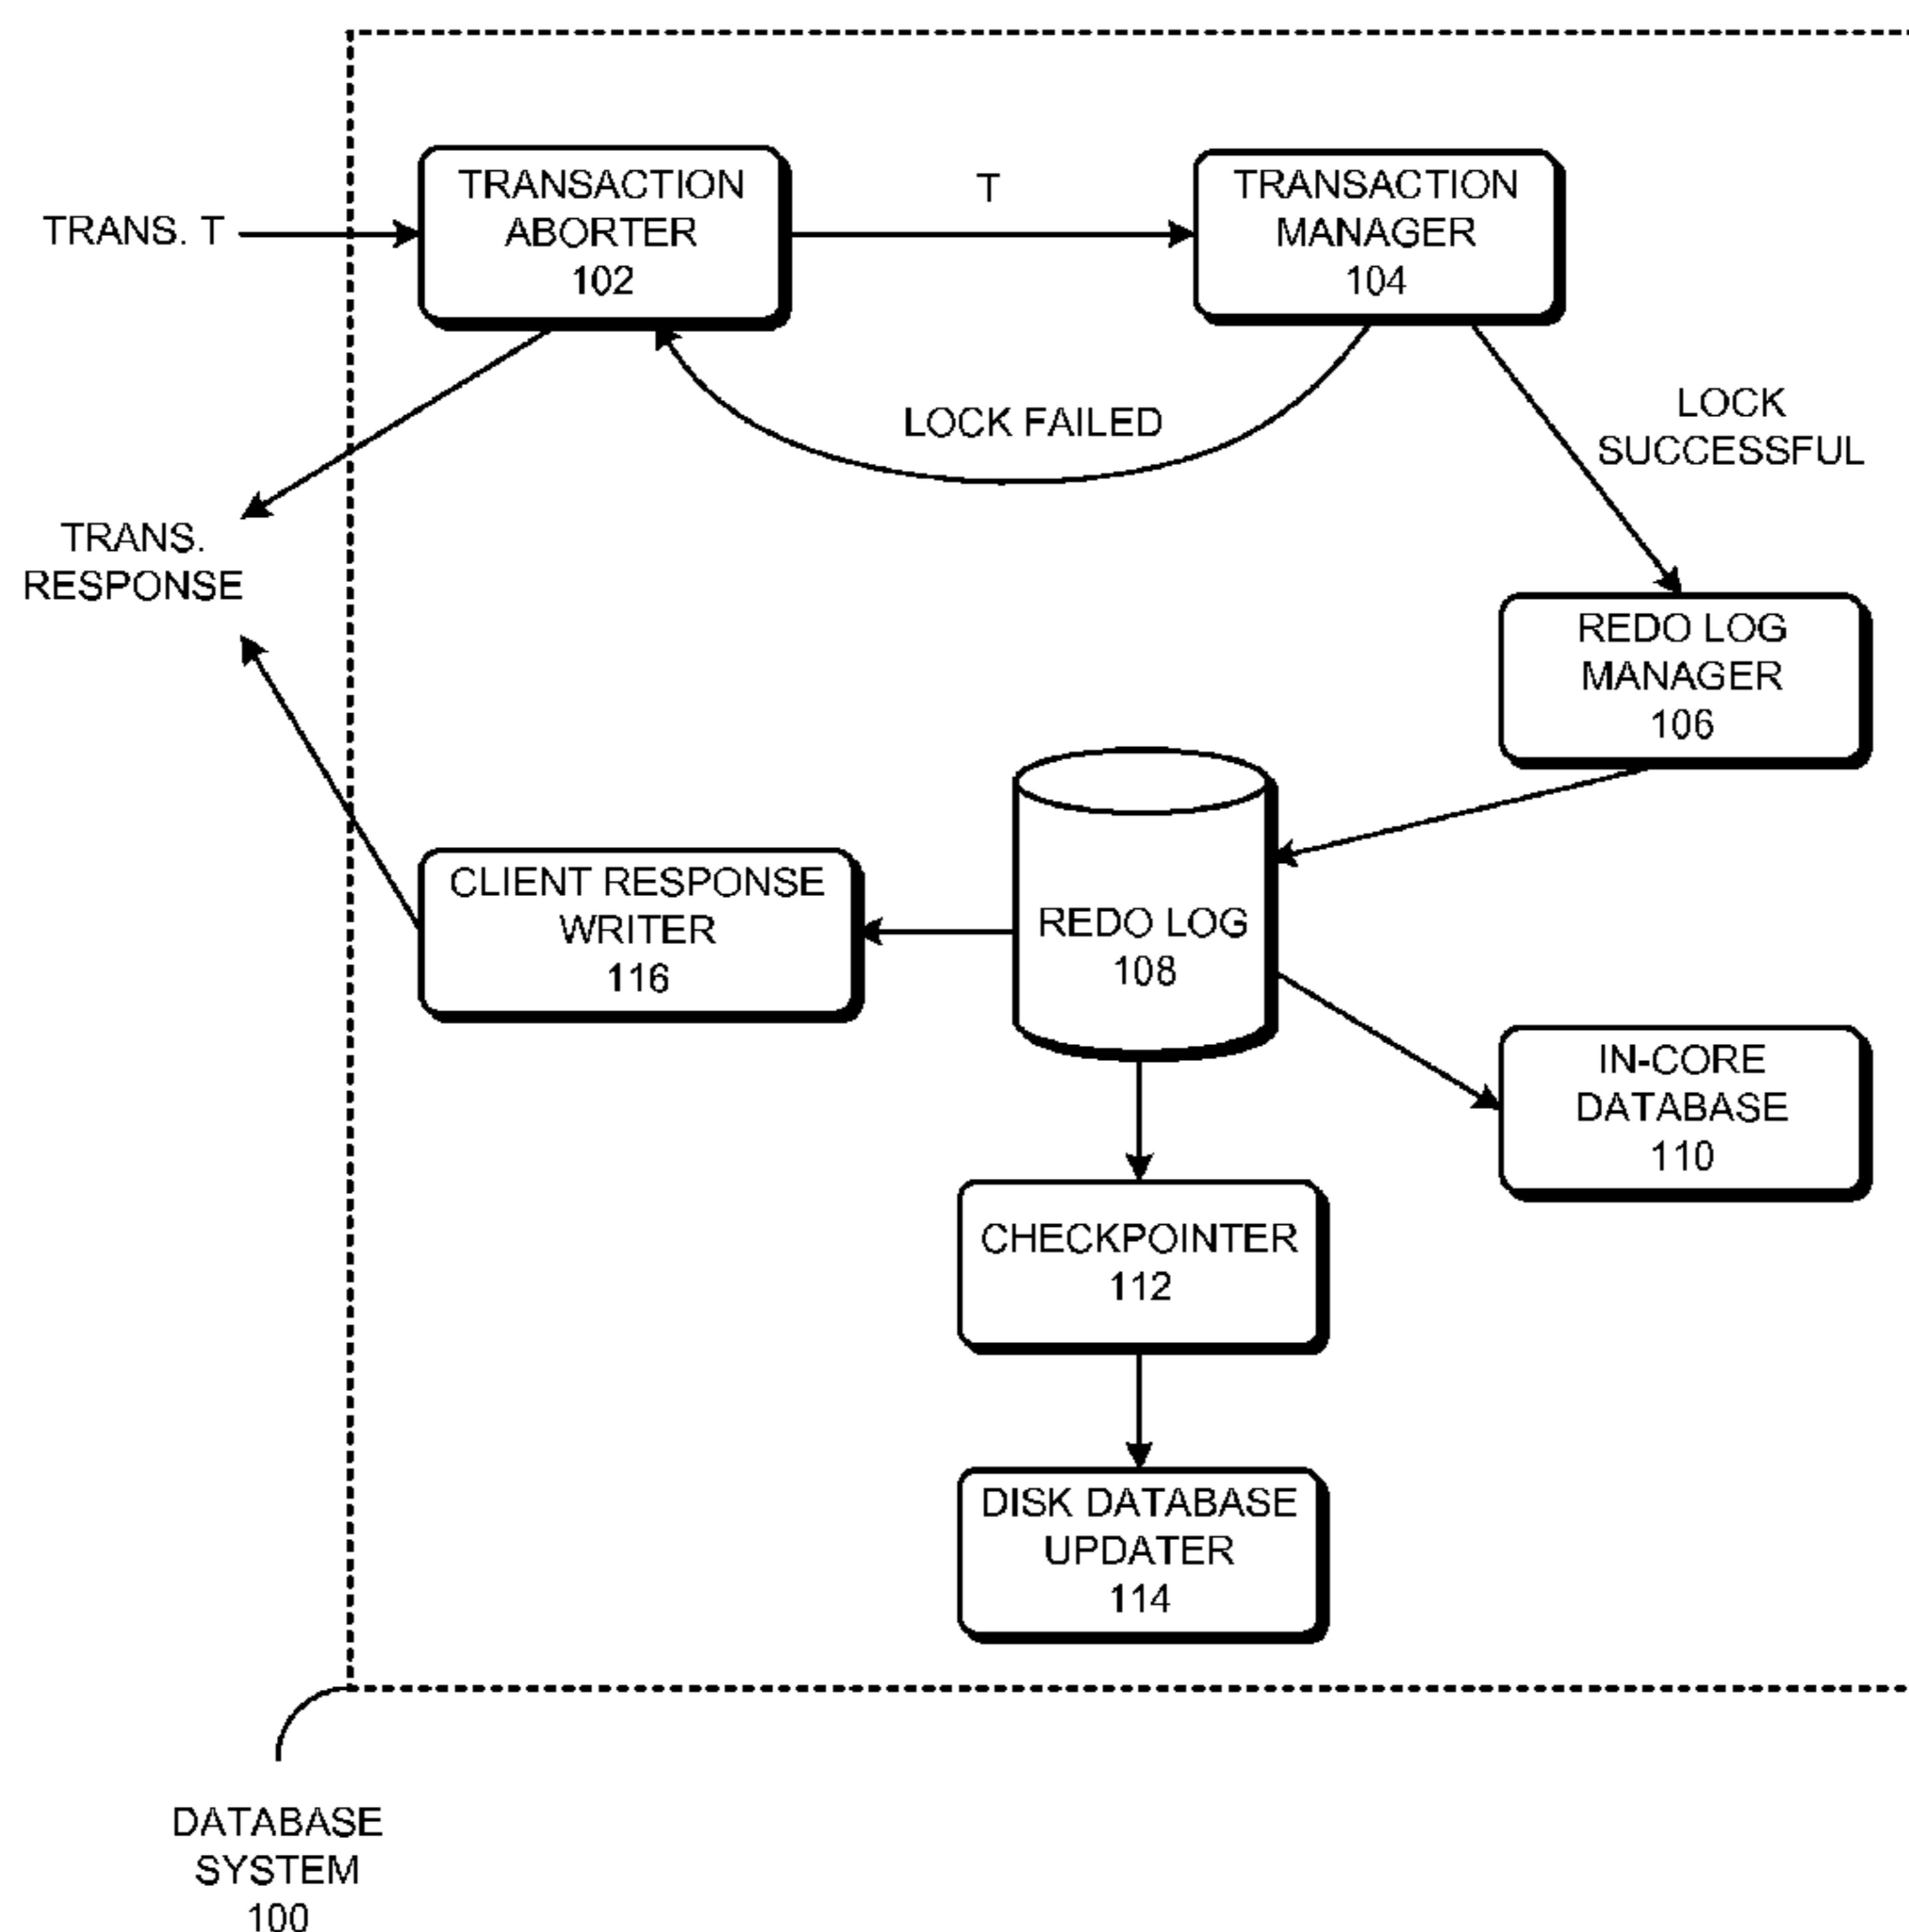 TRANSACTION
ABORTER
102
T
TRANSACTION
MANAGER
104
TRANS. T
LOCK FAILED
LOCK
SUCCESSFUL
TRANS.
RESPONSE
REDO LOG
MANAGER
106
CLIENT RESPONSE
WRITER
116
REDO LOG
108
IN-CORE
DATABASE
110
CHECKPOINTER
112
DISK DATABASE
UPDATER
114
DATABASE
SYSTEM
100